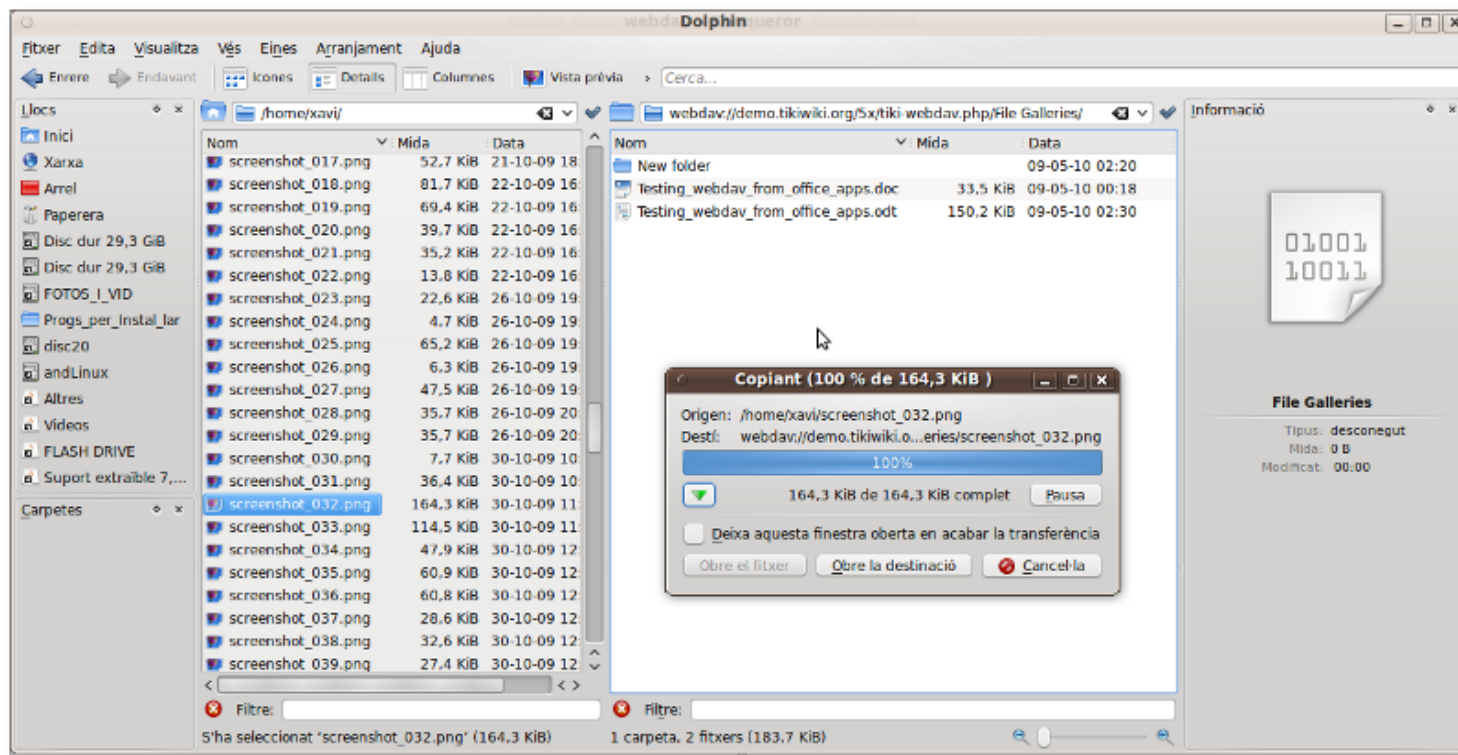 Dolphin
Fitxer Edita Visualitza Vés Eines Arranjament Ajuda
Enrere Endavant Icones Detalls Columnes Vista prèvia Cerca...
Llocs
Inici
Xarxa
Arrel
Paperera
Disc dur 29,3 GiB
Disc dur 29,3 GiB
FOTOS_I_VID
Progs_per_Instal_lar
disc20
andLinux
Altres
Videos
FLASH DRIVE
Suport extraïble 7,...
Carpetes
/home/xavi/
Nom Mida Data
screenshot_017.png 52,7 KiB 21-10-09 18:
screenshot_018.png 81,7 KiB 22-10-09 16:
screenshot_019.png 69,4 KiB 22-10-09 16:
screenshot_020.png 39,7 KiB 22-10-09 16:
screenshot_021.png 35,2 KiB 22-10-09 16:
screenshot_022.png 13,8 KiB 22-10-09 16:
screenshot_023.png 22,6 KiB 26-10-09 19:
screenshot_024.png 4,7 KiB 26-10-09 19:
screenshot_025.png 65,2 KiB 26-10-09 19:
screenshot_026.png 6,3 KiB 26-10-09 19:
screenshot_027.png 47,5 KiB 26-10-09 19:
screenshot_028.png 35,7 KiB 26-10-09 20:
screenshot_029.png 35,7 KiB 26-10-09 20:
screenshot_030.png 7,7 KiB 30-10-09 10:
screenshot_031.png 36,4 KiB 30-10-09 10:
screenshot_032.png 164,3 KiB 30-10-09 11:
screenshot_033.png 114,5 KiB 30-10-09 11:
screenshot_034.png 47,9 KiB 30-10-09 12:
screenshot_035.png 60,9 KiB 30-10-09 12:
screenshot_036.png 60,8 KiB 30-10-09 12:
screenshot_037.png 28,6 KiB 30-10-09 12:
screenshot_038.png 32,6 KiB 30-10-09 12:
screenshot_039.png 27,4 KiB 30-10-09 12:
Filtre:
S'ha seleccionat 'screenshot_032.png' (164,3 KiB)
webdav://demo.tikiwiki.org/5x/tiki-webdav.php/File Galleries/
Nom Mida Data
New folder 09-05-10 02:20
Testing_webdav_from_office_apps.doc 33,5 KiB 09-05-10 00:18
Testing_webdav_from_office_apps.odt 150,2 KiB 09-05-10 02:30
Copiant (100 % de 164,3 KiB )
Origen: /home/xavi/screenshot_032.png
Destí: webdav://demo.tikiwiki.o...eries/screenshot_032.png
100%
164,3 KiB de 164,3 KiB complet Pausa
Deixa aquesta finestra oberta en acabar la transferència
Obre el fitxer Obre la destinació Cancel·la
Filtre:
1 carpeta, 2 fitxers (183,7 KiB)
Informació
01001
10011
File Galleries
Tipus: desconegut
Mida: 0 B
Modificat: 00:00